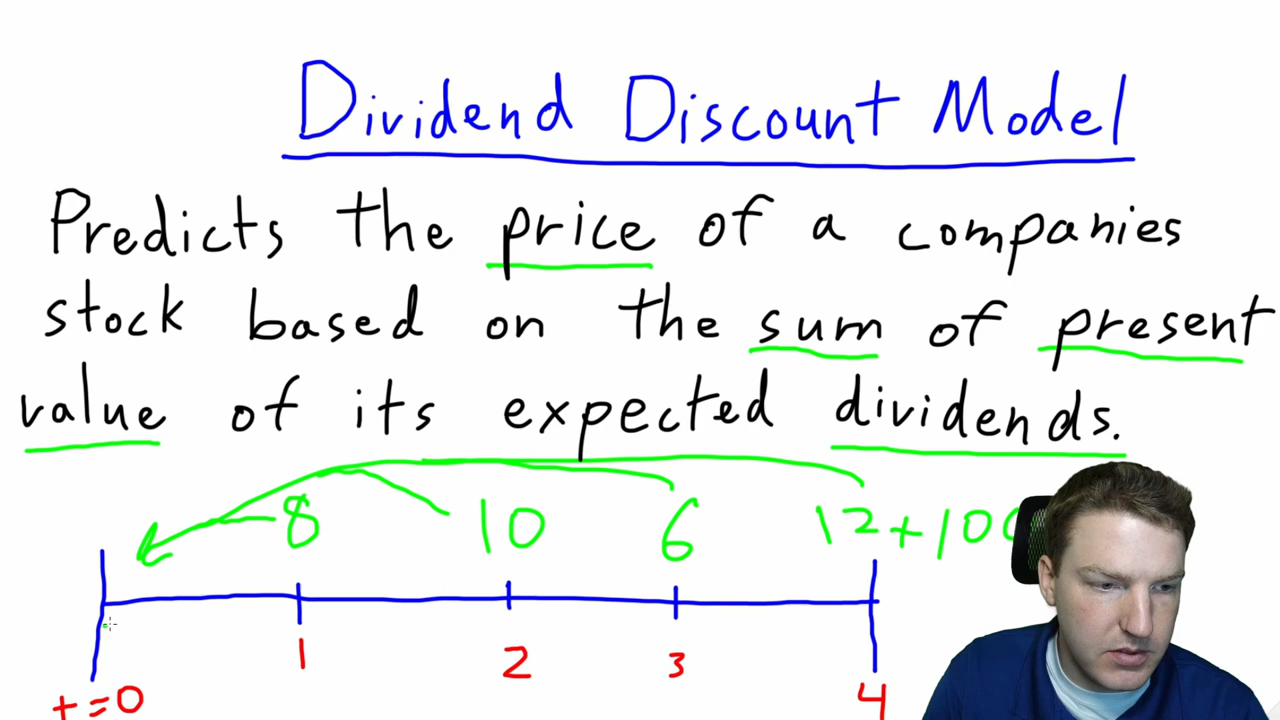 Dividend Discount Model
Predicts the price of a companies
stock based on the sum of present
value of its expected dividends.
8 10 6 12+100
1 2 3
t=0 4